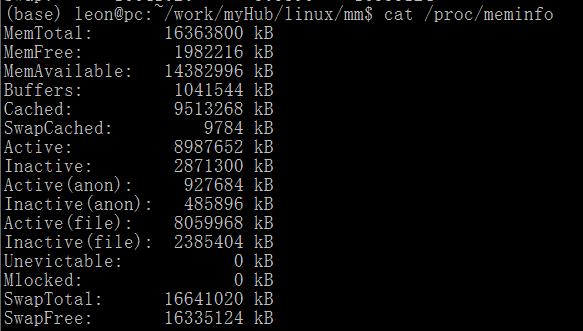 (base) leon@pc:~/work/myHub/linux/mm$ cat /proc/meminfo
MemTotal:       16363800 kB
MemFree:         1982216 kB
MemAvailable:   14382996 kB
Buffers:         1041544 kB
Cached:          9513268 kB
SwapCached:         9784 kB
Active:          8987652 kB
Inactive:        2871300 kB
Active(anon):     927684 kB
Inactive(anon):   485896 kB
Active(file):    8059968 kB
Inactive(file):  2385404 kB
Unevictable:           0 kB
Mlocked:               0 kB
SwapTotal:      16641020 kB
SwapFree:       16335124 kB